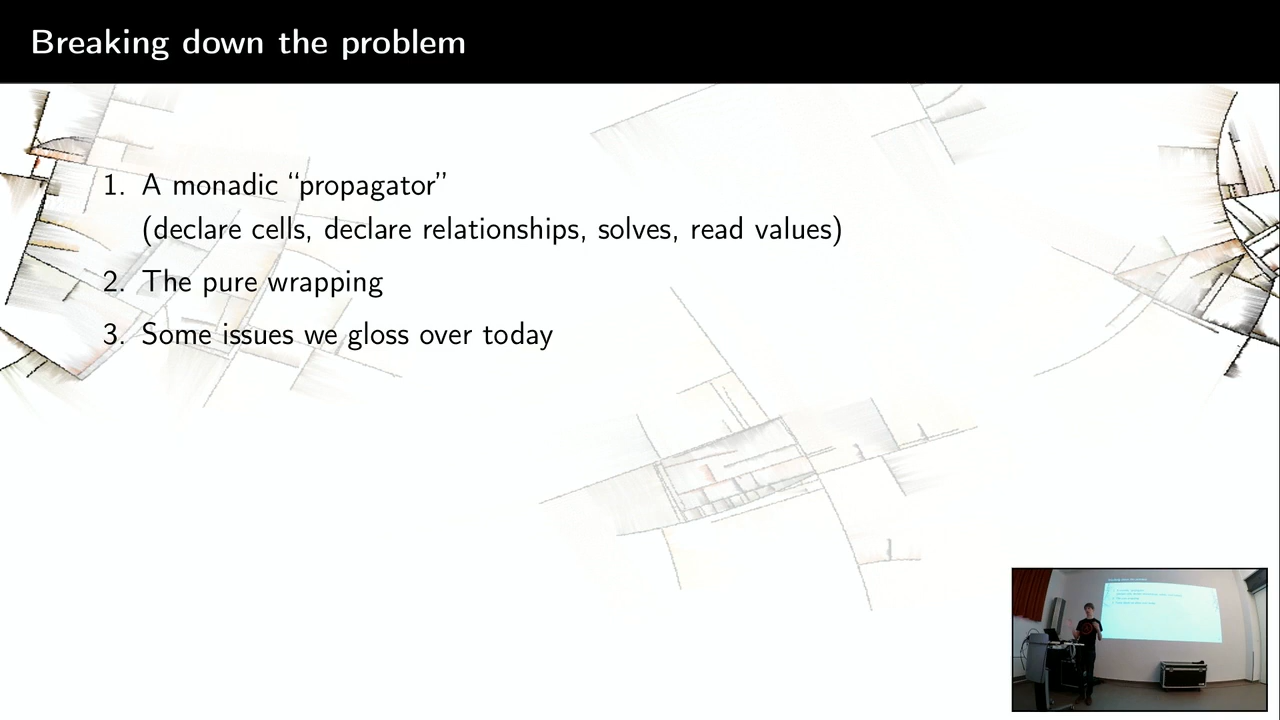 Breaking down the problem
1. A monadic “propagator”
(declare cells, declare relationships, solves, read values)
2. The pure wrapping
3. Some issues we gloss over today